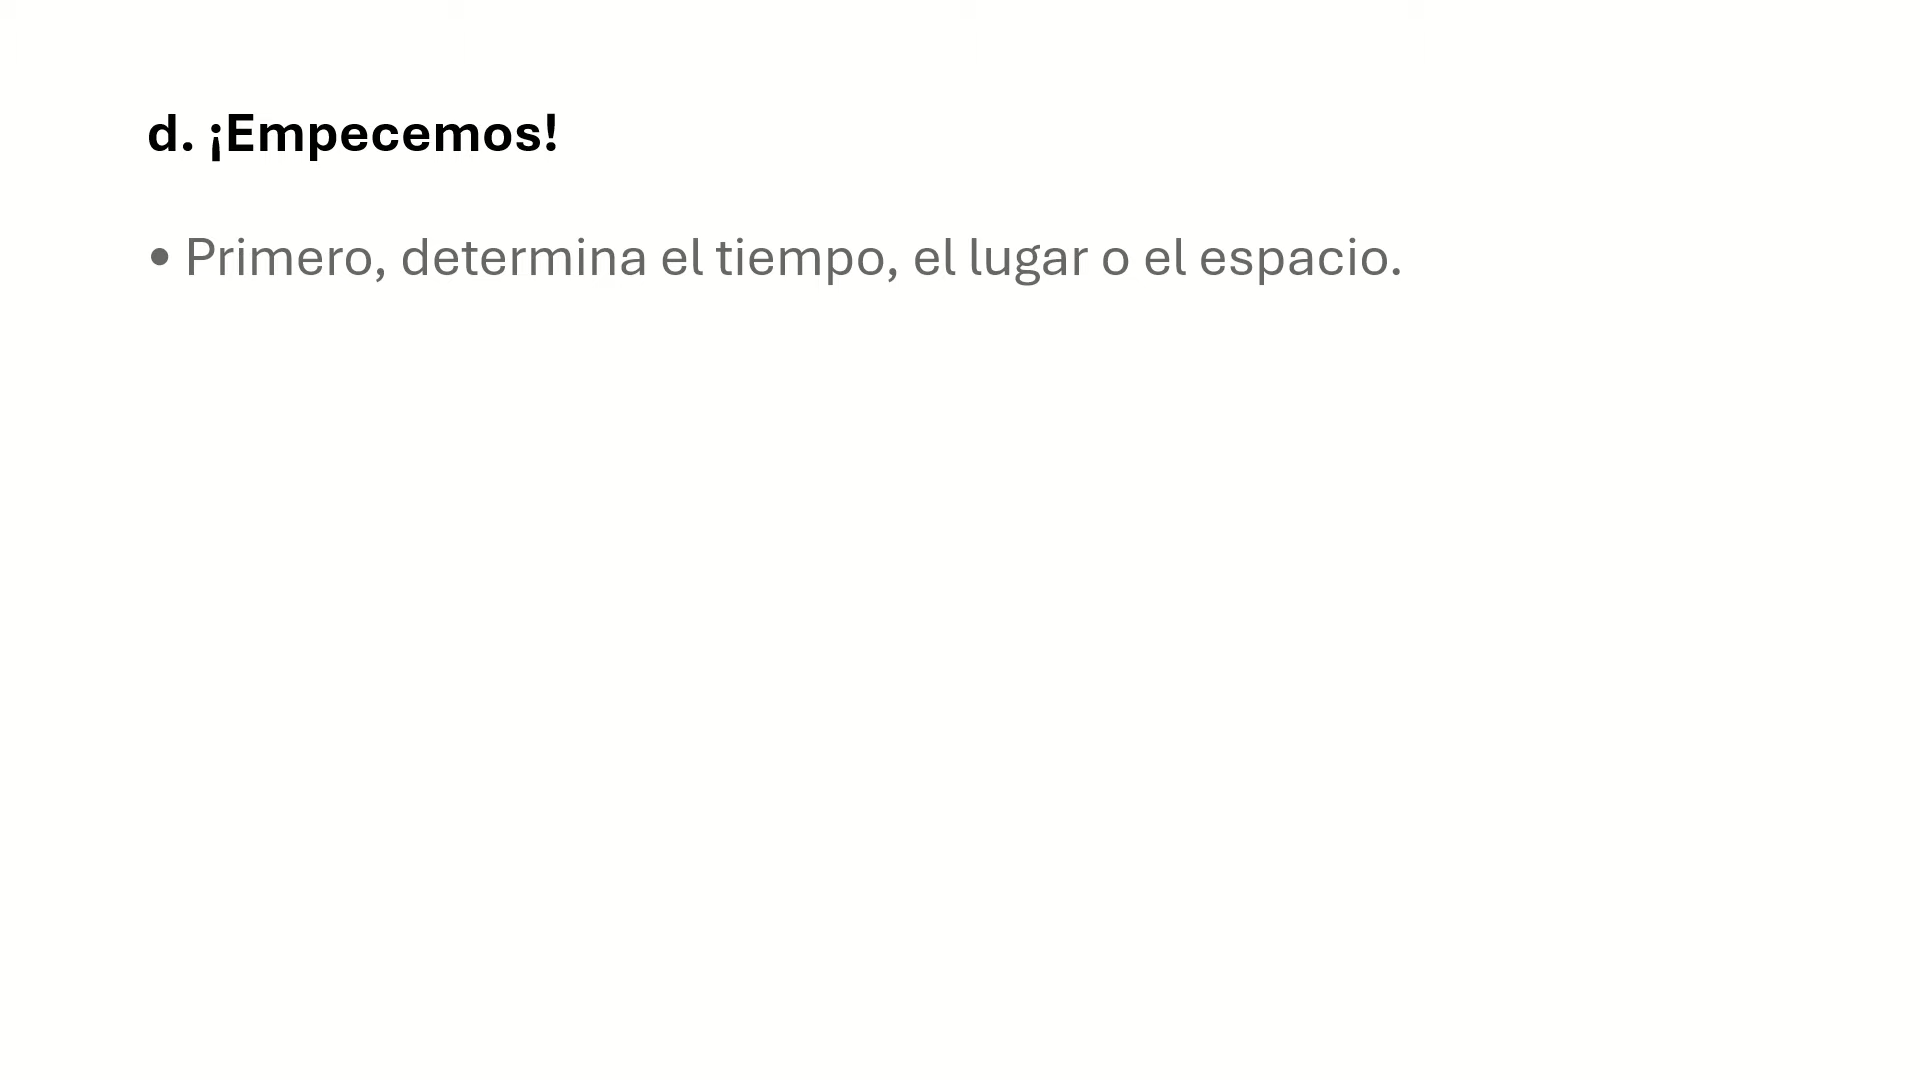 d. ¡Empecemos!
• Primero, determina el tiempo, el lugar o el espacio.